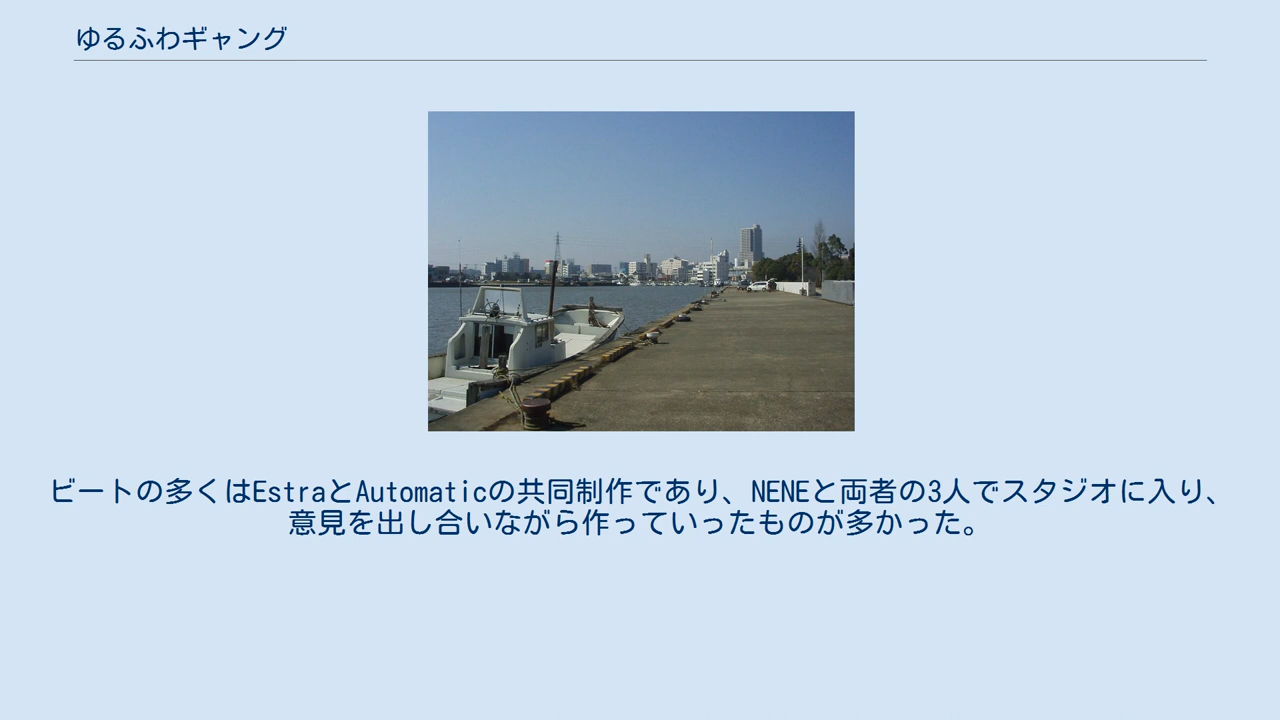 ゆるふわギャング
ビートの多くはEstraとAutomaticの共同制作であり、NENEと両者の3人でスタジオに入り、
意見を出し合いながら作っていったものが多かった。